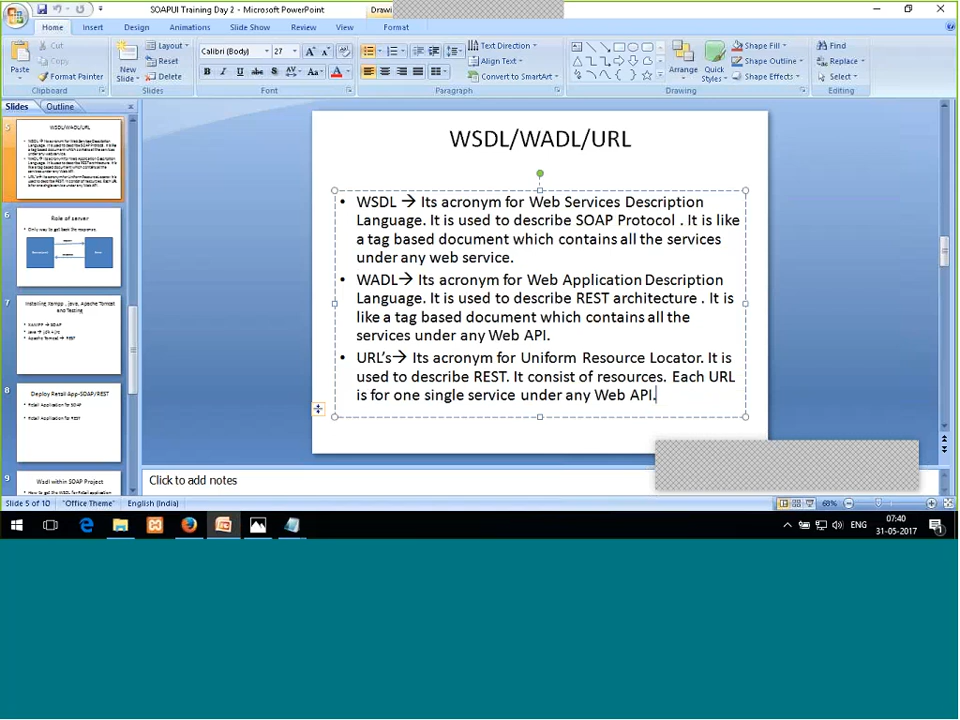 SOAPUI Training Day 2 - Microsoft PowerPoint
Drawi
Home
Insert
Design
Animations
Slide Show
Review
View
Format
Paste
Cut
Copy
Format Painter
Clipboard
New Slide
Layout
Reset
Delete
Slides
Calibri (Body)
27
Font
Text Direction
Align Text
Convert to SmartArt
Paragraph
Arrange
Quick Styles
Shape Fill
Shape Outline
Shape Effects
Drawing
Find
Replace
Select
Editing
Slides
Outline
5
WSDL/WADL/URL
6
Role of server
7
Installing Xampp , Java, Apache Tomcat
and Testing
8
Deploy Retail App-SOAP/REST
9
Wadl within SOAP Project
WSDL/WADL/URL
• WSDL → Its acronym for Web Services Description
Language. It is used to describe SOAP Protocol . It is like
a tag based document which contains all the services
under any web service.
• WADL→ Its acronym for Web Application Description
Language. It is used to describe REST architecture . It is
like a tag based document which contains all the
services under any Web API.
• URL's→ Its acronym for Uniform Resource Locator. It is
used to describe REST. It consist of resources. Each URL
is for one single service under any Web API.
Click to add notes
Slide 5 of 10
"Office Theme"
English (India)
68%
ENG
07:40
31-05-2017